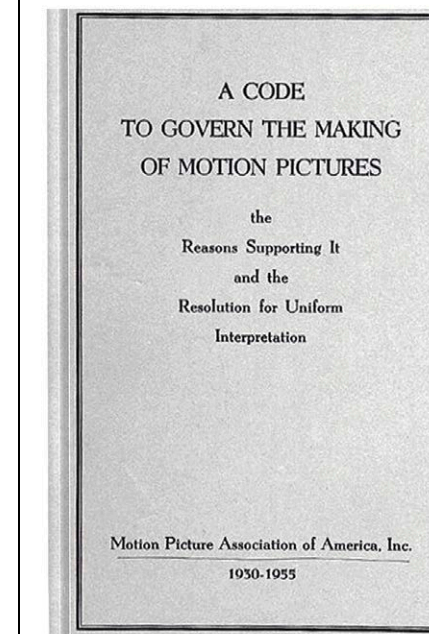 A CODE
TO GOVERN THE MAKING
OF MOTION PICTURES
the
Reasons Supporting It
and the
Resolution for Uniform
Interpretation
Motion Picture Association of America, Inc.
1930-1955